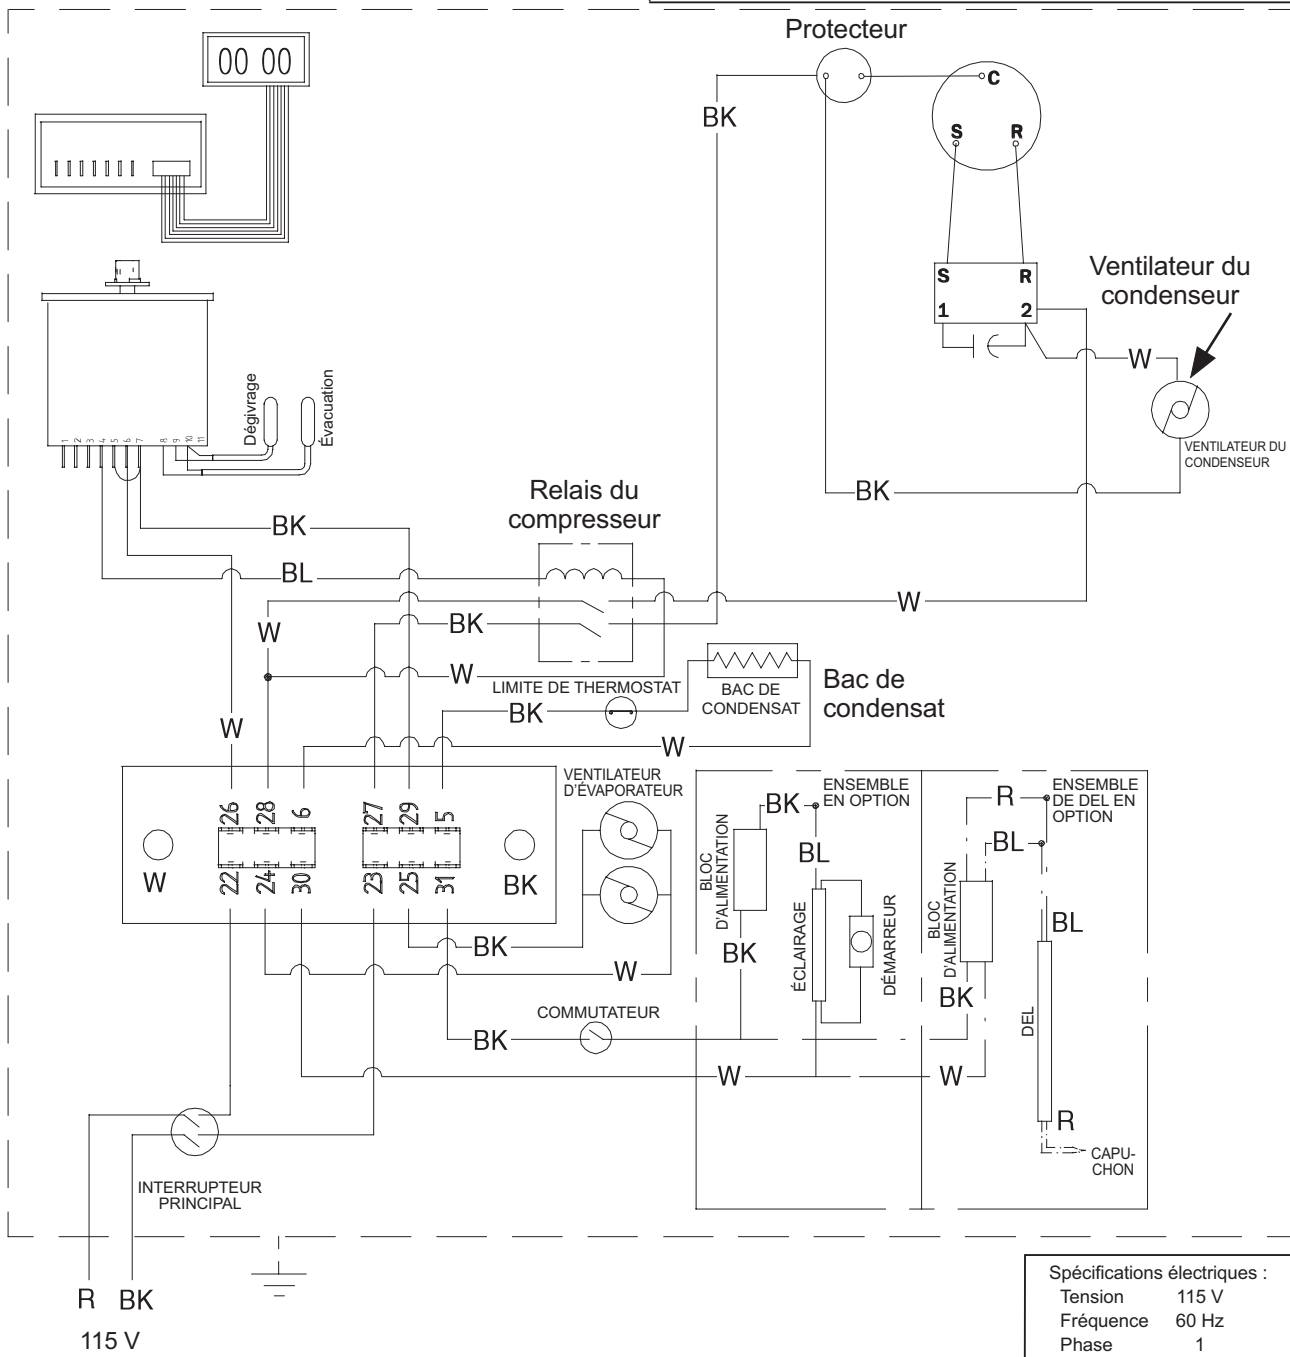 Protecteur
00 00
C
BK
S R
S R
1 2
Ventilateur du
condenseur
W
VENTILATEUR DU
CONDENSEUR
Dégivrage
Évacuation
1 2 3 4 5 6 7 8 9 10 11
BK
Relais du
compresseur
BK
BL
W
W
BK
W
LIMITE DE THERMOSTAT
BAC DE
CONDENSAT
Bac de
condensat
BK
W
W
VENTILATEUR
D'ÉVAPORATEUR
26 28 6 27 29 5
W
22 24 30 23 25 31
BK
BK
W
ENSEMBLE
EN OPTION
BK
BL
BLOC
D'ALIMENTATION
BK
ÉCLAIRAGE
DÉMARREUR
R
ENSEMBLE
DE DEL EN
OPTION
BL
BLOC
D'ALIMENTATION
BL
BK
DEL
COMMUTATEUR
BK
W
W
R
CAPU-
CHON
INTERRUPTEUR
PRINCIPAL
R BK
115 V
Spécifications électriques :
Tension 115 V
Fréquence 60 Hz
Phase 1